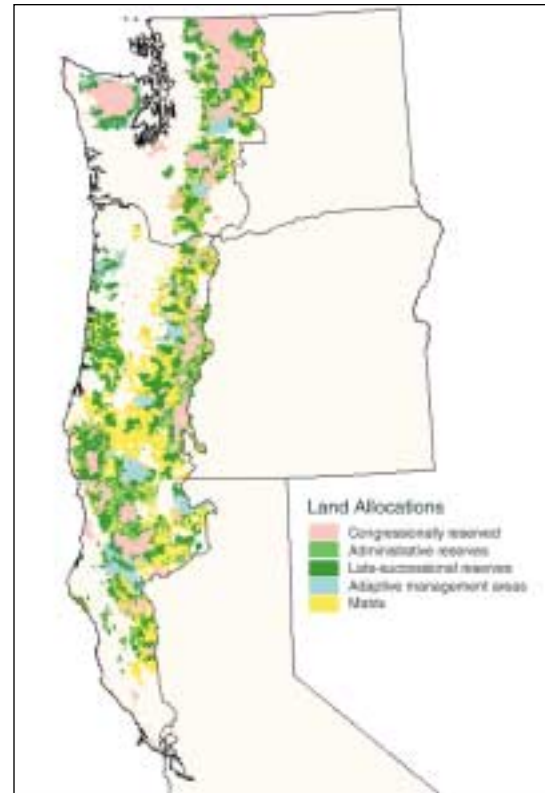 Land Allocations
Congressionally reserved
Administrative reserves
Late-successional reserves
Adaptive management areas
Matrix